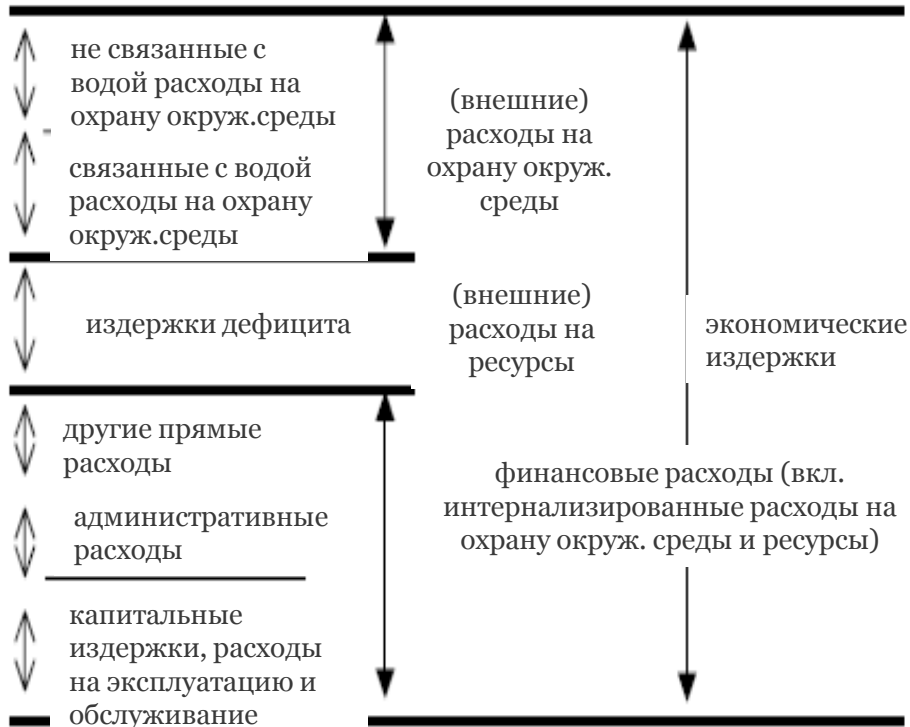 не связанные с
водой расходы на
охрану окруж.среды
связанные с водой
расходы на охрану
окруж.среды
(внешние)
расходы на
охрану окруж.
среды
издержки дефицита
(внешние)
расходы на
ресурсы
экономические
издержки
другие прямые
расходы
административные
расходы
капитальные
издержки, расходы
на эксплуатацию и
обслуживание
финансовые расходы (вкл.
интернализированные расходы на
охрану окруж. среды и ресурсы)